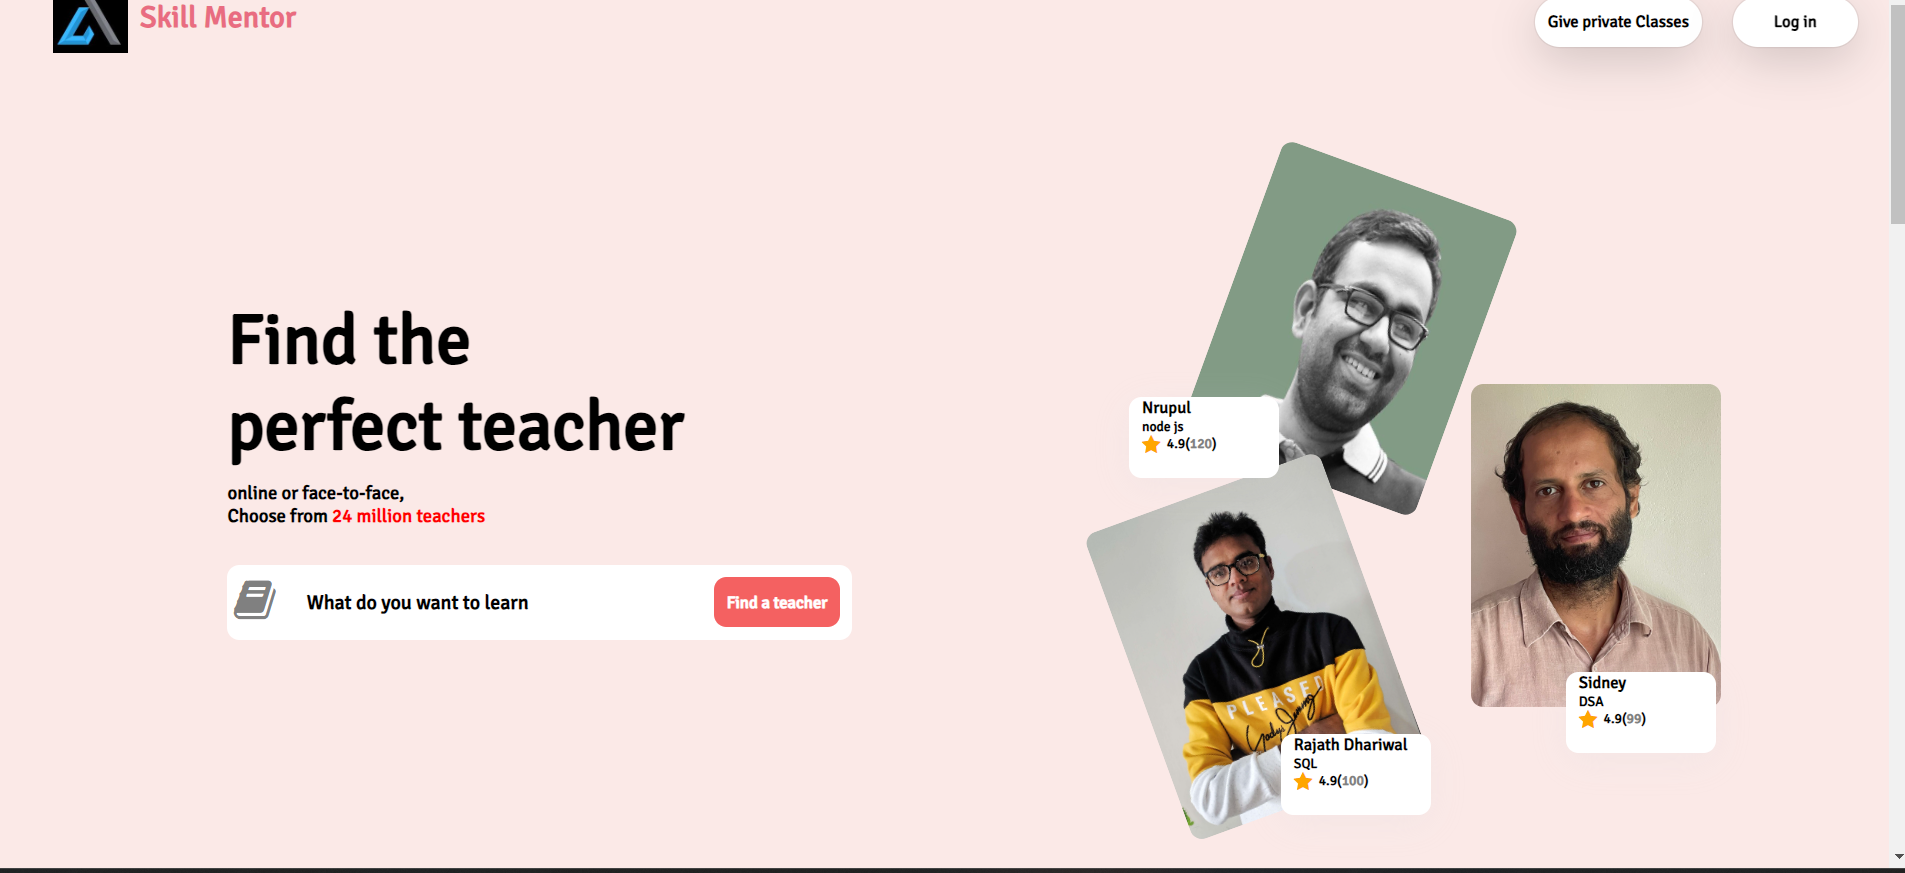 Skill Mentor
Give private Classes
Log in
Find the
perfect teacher
online or face-to-face,
Choose from 24 million teachers
What do you want to learn
Find a teacher
Nrupul
node js
4.9(120)
PLEASED
Rajath Dhariwal
SQL
4.9(100)
Sidney
DSA
4.9(99)